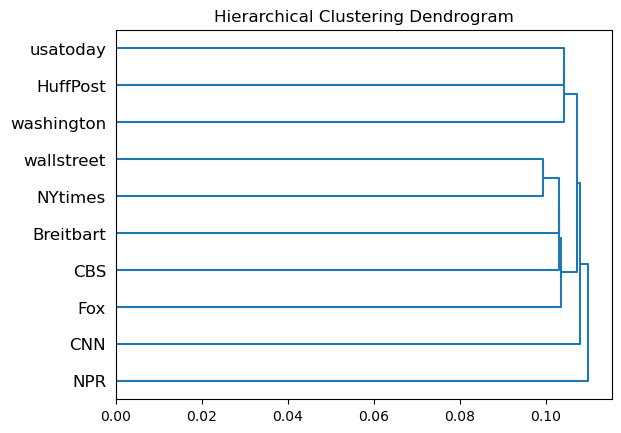 Hierarchical Clustering Dendrogram
usatoday
HuffPost
washington
wallstreet
NYtimes
Breitbart
CBS
Fox
CNN
NPR
0.00 0.02 0.04 0.06 0.08 0.10